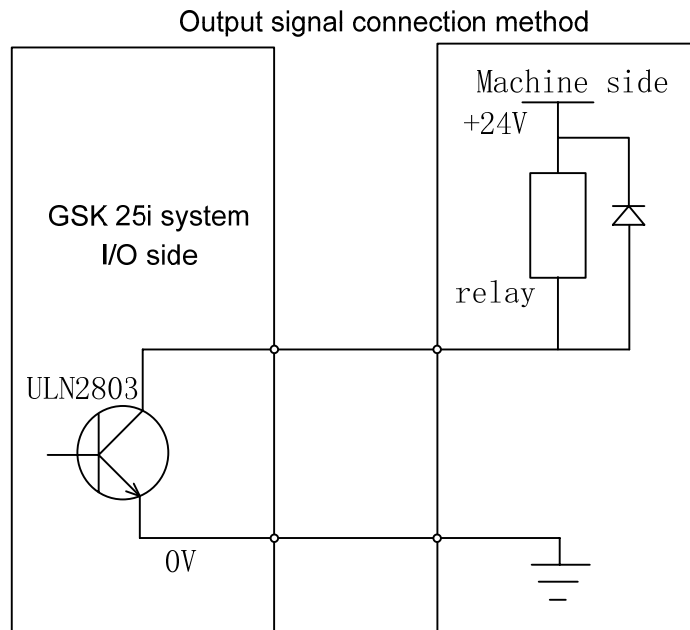 Output signal connection method
Machine side
+24V
GSK 25i system
I/O side
relay
ULN2803
0V